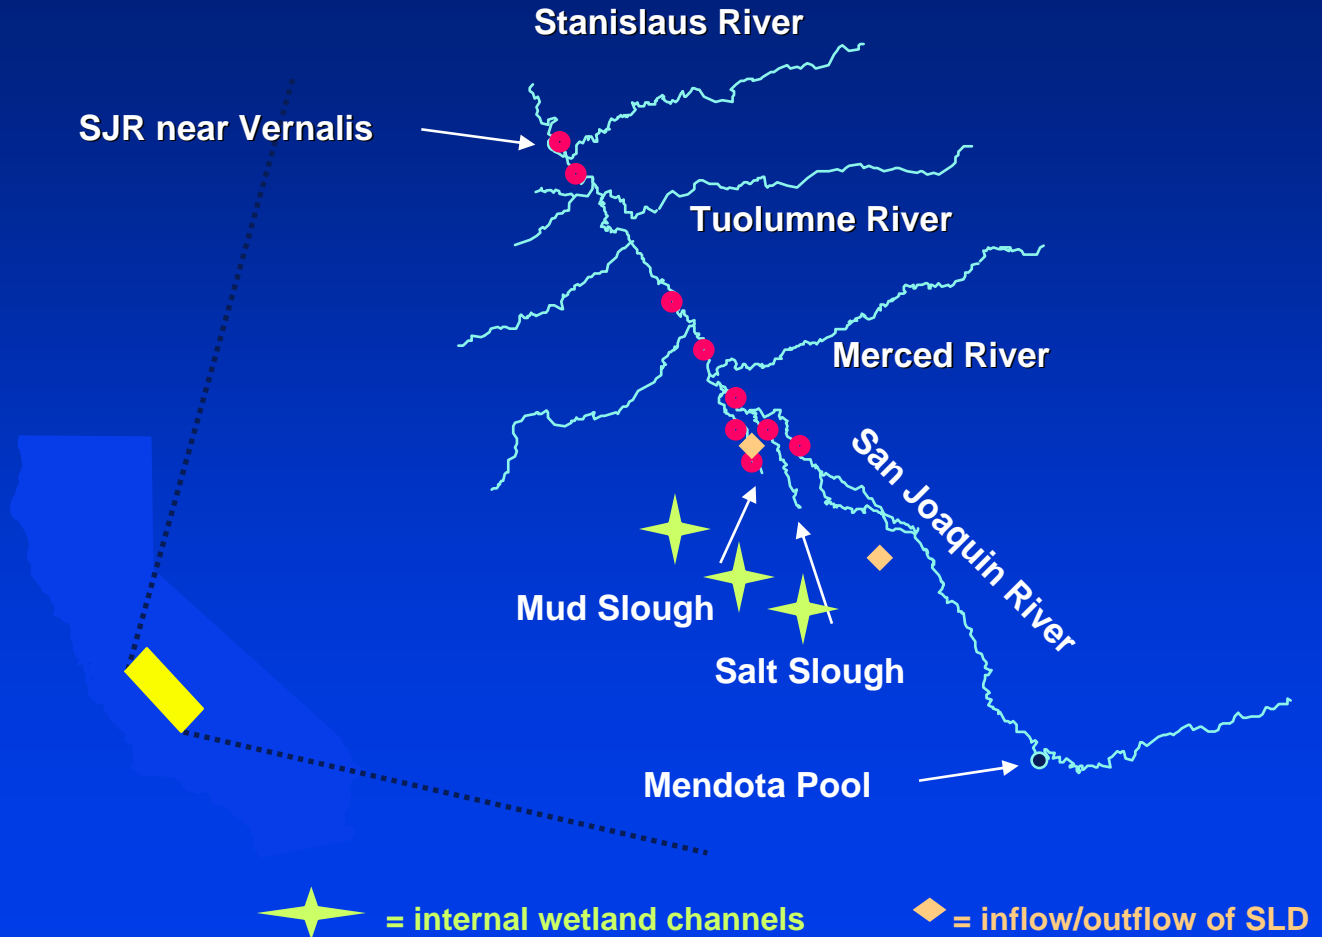 Stanislaus River
SJR near Vernalis
Tuolumne River
Merced River
San Joaquin River
Mud Slough
Salt Slough
Mendota Pool
= internal wetland channels
= inflow/outflow of SLD